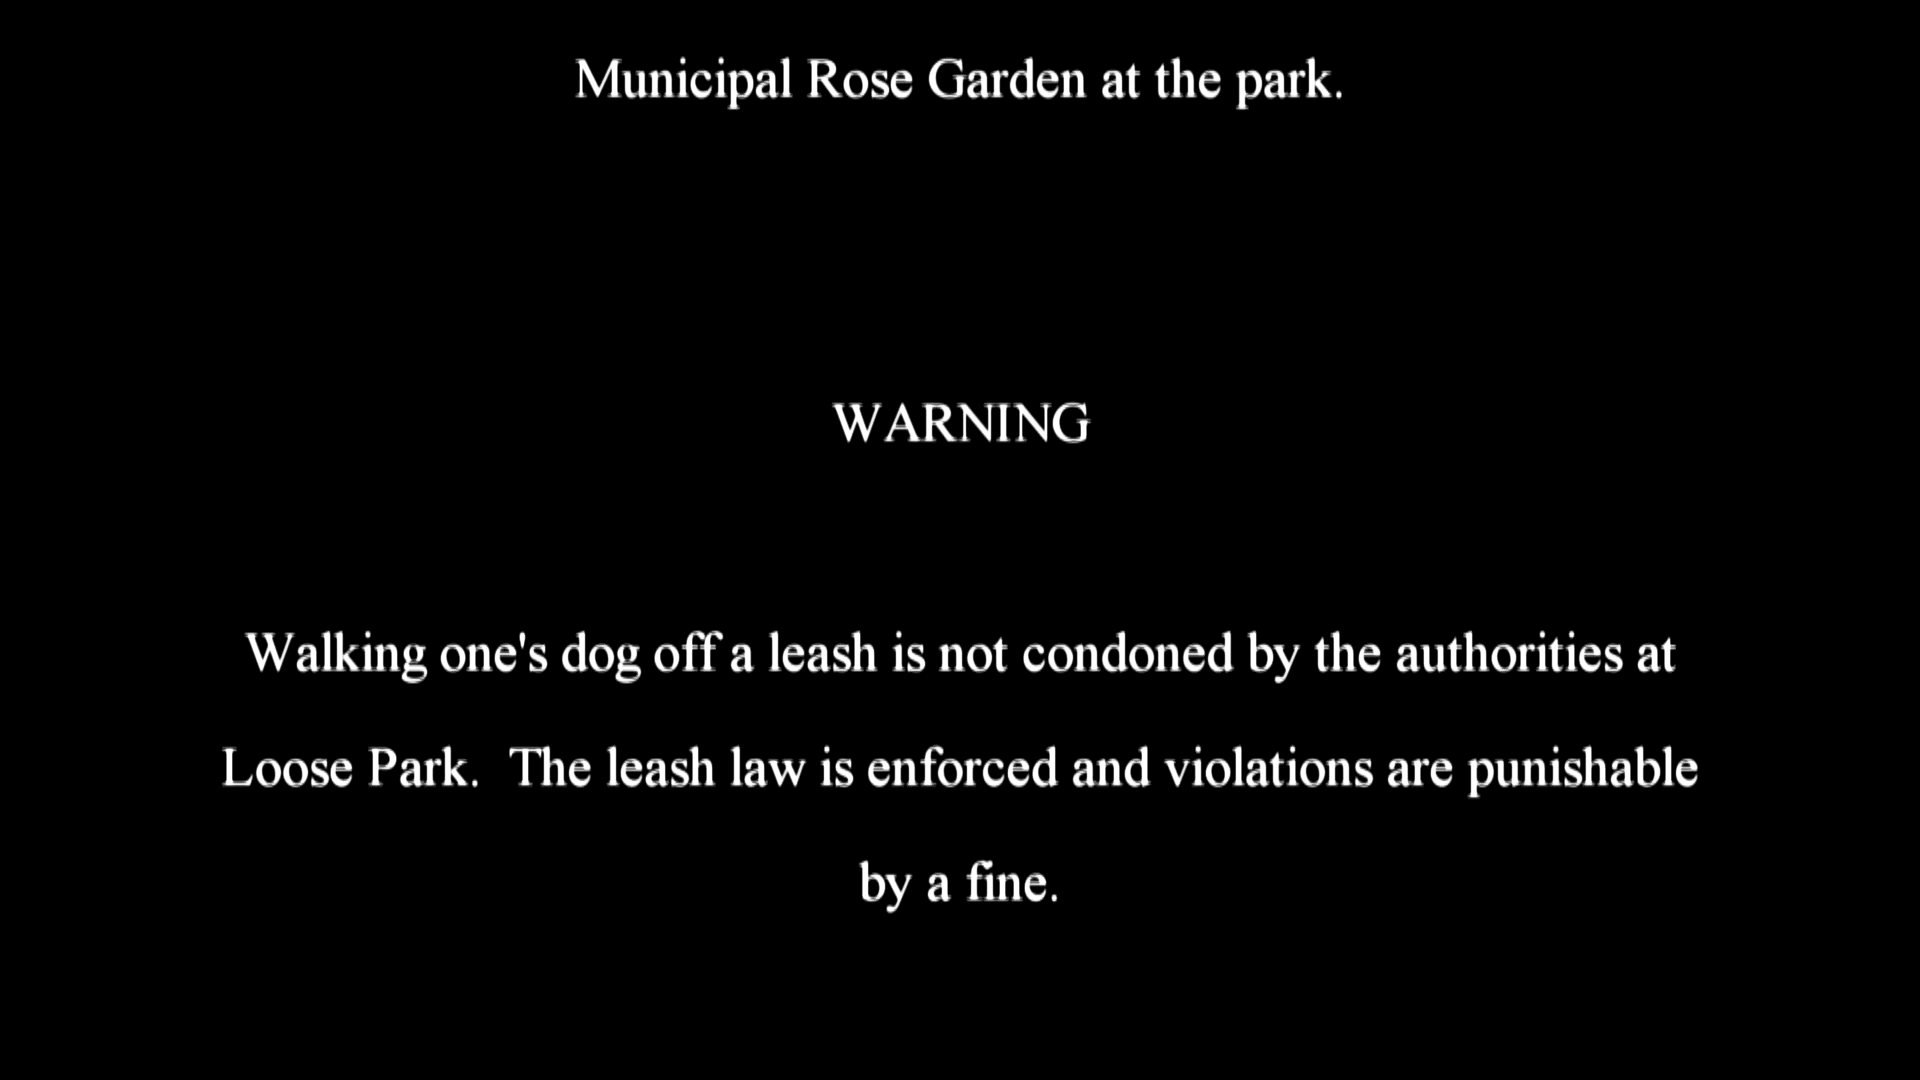 Municipal Rose Garden at the park.
WARNING
Walking one's dog off a leash is not condoned by the authorities at
Loose Park.  The leash law is enforced and violations are punishable
by a fine.